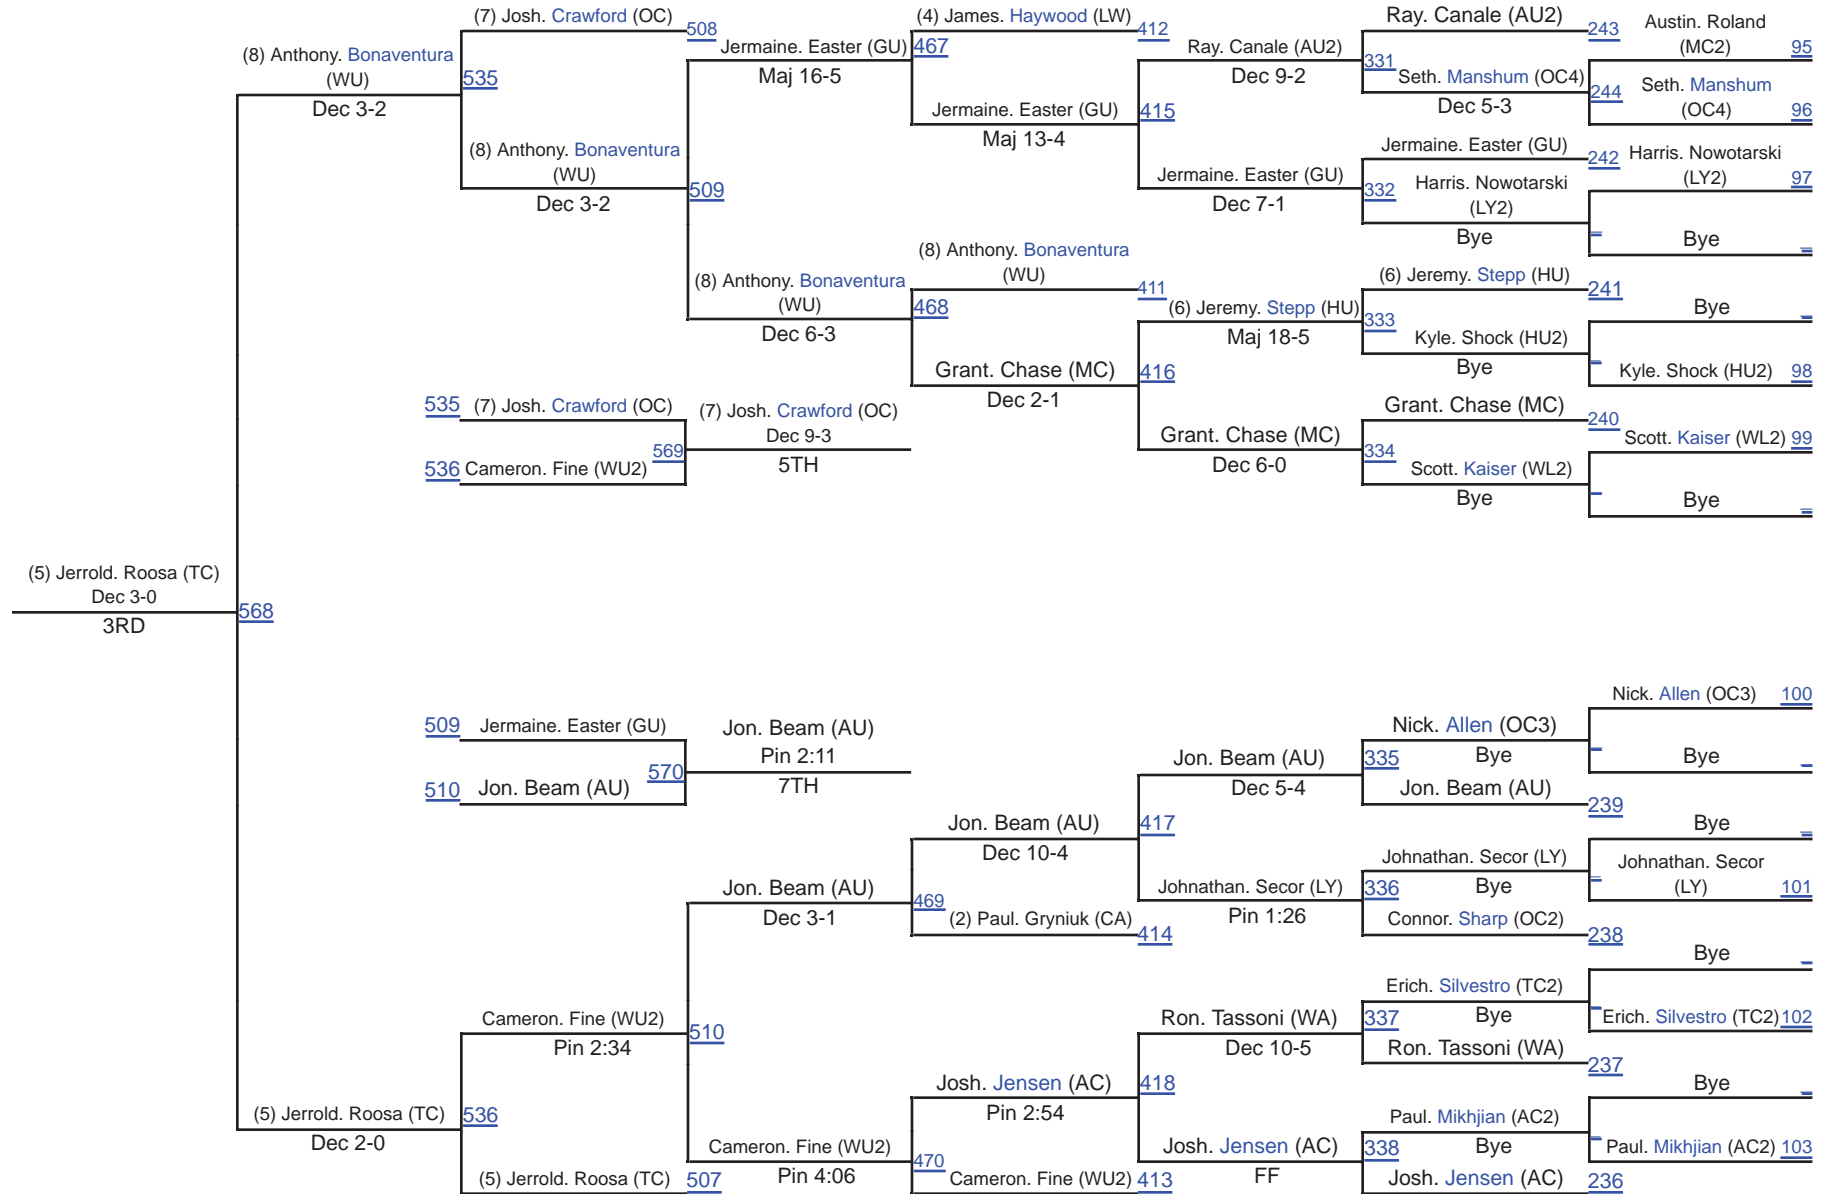 (7) Josh. Crawford (OC)
508
(8) Anthony. Bonaventura
(WU)
Dec 3-2
535
(8) Anthony. Bonaventura
(WU)
Dec 3-2
Jermaine. Easter (GU)
Maj 16-5
509
(8) Anthony. Bonaventura
(WU)
Dec 6-3
(4) James. Haywood (LW)
412
467
Jermaine. Easter (GU)
Maj 13-4
415
Ray. Canale (AU2)
Dec 9-2
Jermaine. Easter (GU)
Dec 7-1
Ray. Canale (AU2)
243
331
Seth. Manshum (OC4)
Dec 5-3
Austin. Roland
(MC2)
95
244
Seth. Manshum
(OC4)
96
Jermaine. Easter (GU)
242
332
Harris. Nowotarski
(LY2)
Bye
Harris. Nowotarski
(LY2)
97
Bye
(8) Anthony. Bonaventura
(WU)
411
468
Grant. Chase (MC)
Dec 2-1
416
(6) Jeremy. Stepp (HU)
Maj 18-5
Grant. Chase (MC)
Dec 6-0
(6) Jeremy. Stepp (HU)
241
333
Kyle. Shock (HU2)
Bye
Bye
Kyle. Shock (HU2)
98
Grant. Chase (MC)
240
334
Scott. Kaiser (WL2)
Bye
Scott. Kaiser (WL2)
99
Bye
535
(7) Josh. Crawford (OC)
536
Cameron. Fine (WU2)
569
(7) Josh. Crawford (OC)
Dec 9-3
5TH
(5) Jerrold. Roosa (TC)
Dec 3-0
3RD
568
509
Jermaine. Easter (GU)
510
Jon. Beam (AU)
570
Jon. Beam (AU)
Pin 2:11
7TH
Nick. Allen (OC3)
100
Nick. Allen (OC3)
Bye
Bye
335
Jon. Beam (AU)
239
Jon. Beam (AU)
Dec 5-4
Jon. Beam (AU)
Dec 10-4
417
Bye
Johnathan. Secor (LY)
Bye
Johnathan. Secor
(LY)
101
336
Johnathan. Secor (LY)
Pin 1:26
Connor. Sharp (OC2)
238
Jon. Beam (AU)
Dec 3-1
469
(2) Paul. Gryniuk (CA)
414
Bye
Erich. Silvestro (TC2)
Bye
Erich. Silvestro (TC2)
102
Ron. Tassoni (WA)
Dec 10-5
337
Ron. Tassoni (WA)
237
Cameron. Fine (WU2)
Pin 2:34
510
Josh. Jensen (AC)
Pin 2:54
418
Bye
Paul. Mikhjian (AC2)
Bye
Paul. Mikhjian (AC2)
103
(5) Jerrold. Roosa (TC)
Dec 2-0
536
Cameron. Fine (WU2)
Pin 4:06
470
Josh. Jensen (AC)
FF
338
(5) Jerrold. Roosa (TC)
507
Cameron. Fine (WU2)
413
Josh. Jensen (AC)
236